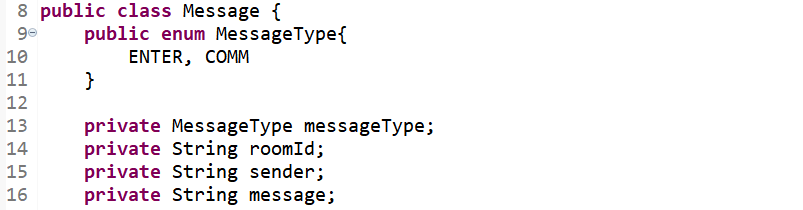 8 public class Message {
9 public enum MessageType{
10 ENTER, COMM
11 }
12
13 private MessageType messageType;
14 private String roomId;
15 private String sender;
16 private String message;